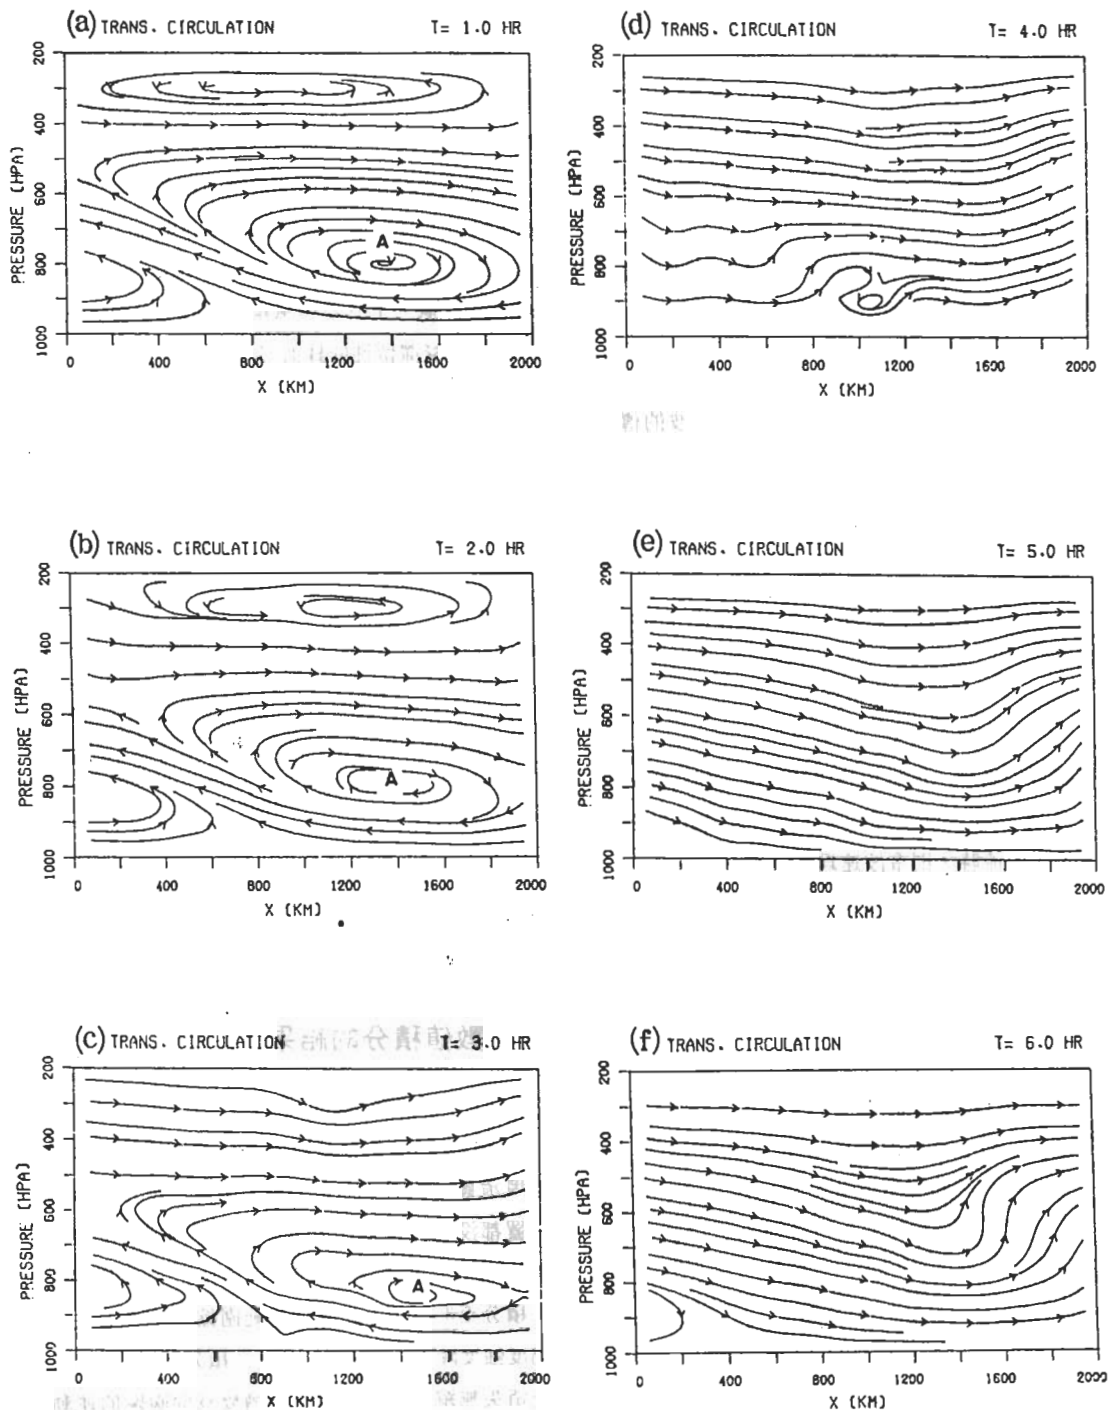 (a) TRANS. CIRCULATION T= 1.0 HR
200
400
600
800
1000
PRESSURE (HPA)
A
0 400 800 1200 1600 2000
X (KM)
(d) TRANS. CIRCULATION T= 4.0 HR
200
400
600
800
1000
PRESSURE (HPA)
0 400 800 1200 1600 2000
X (KM)
(b) TRANS. CIRCULATION T= 2.0 HR
200
400
600
800
1000
PRESSURE (HPA)
A
0 400 800 1200 1600 2000
X (KM)
(e) TRANS. CIRCULATION T= 5.0 HR
200
400
600
800
1000
PRESSURE (HPA)
0 400 800 1200 1600 2000
X (KM)
(c) TRANS. CIRCULATION T= 3.0 HR
200
400
600
800
1000
PRESSURE (HPA)
A
0 400 800 1200 1600 2000
X (KM)
(f) TRANS. CIRCULATION T= 6.0 HR
200
400
600
800
1000
PRESSURE (HPA)
0 400 800 1200 1600 2000
X (KM)